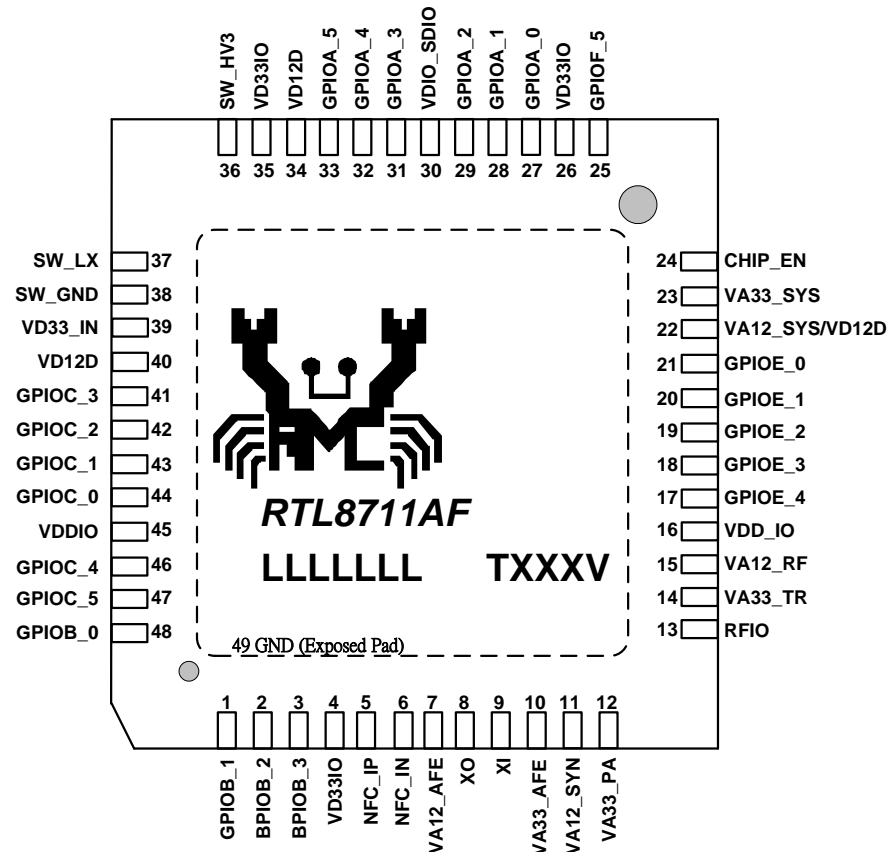 SW_HV3
VD33IO
VD12D
GPIOA_5
GPIOA_4
GPIOA_3
VDIO_SDIO
GPIOA_2
GPIOA_1
GPIOA_0
VD33IO
GPIOF_5
36 35 34 33 32 31 30 29 28 27 26 25
SW_LX 37
SW_GND 38
VD33_IN 39
VD12D 40
GPIOC_3 41
GPIOC_2 42
GPIOC_1 43
GPIOC_0 44
VDDIO 45
GPIOC_4 46
GPIOC_5 47
GPIOB_0 48
24 CHIP_EN
23 VA33_SYS
22 VA12_SYS/VD12D
21 GPIOE_0
20 GPIOE_1
19 GPIOE_2
18 GPIOE_3
17 GPIOE_4
16 VDD_IO
15 VA12_RF
14 VA33_TR
13 RFIO
RTL8711AF
LLLLLLL TXXXV
49 GND (Exposed Pad)
1 2 3 4 5 6 7 8 9 10 11 12
GPIOB_1
BPIOB_2
BPIOB_3
VD33IO
NFC_IP
NFC_IN
VA12_AFE
XO
XI
VA33_AFE
VA12_SYN
VA33_PA